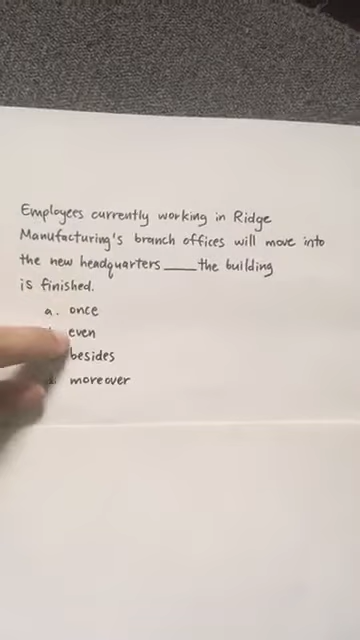 Employees currently working in Ridge
Manufacturing's branch offices will move into
the new headquarters ____ the building
is finished.
a. once
even
besides
moreover